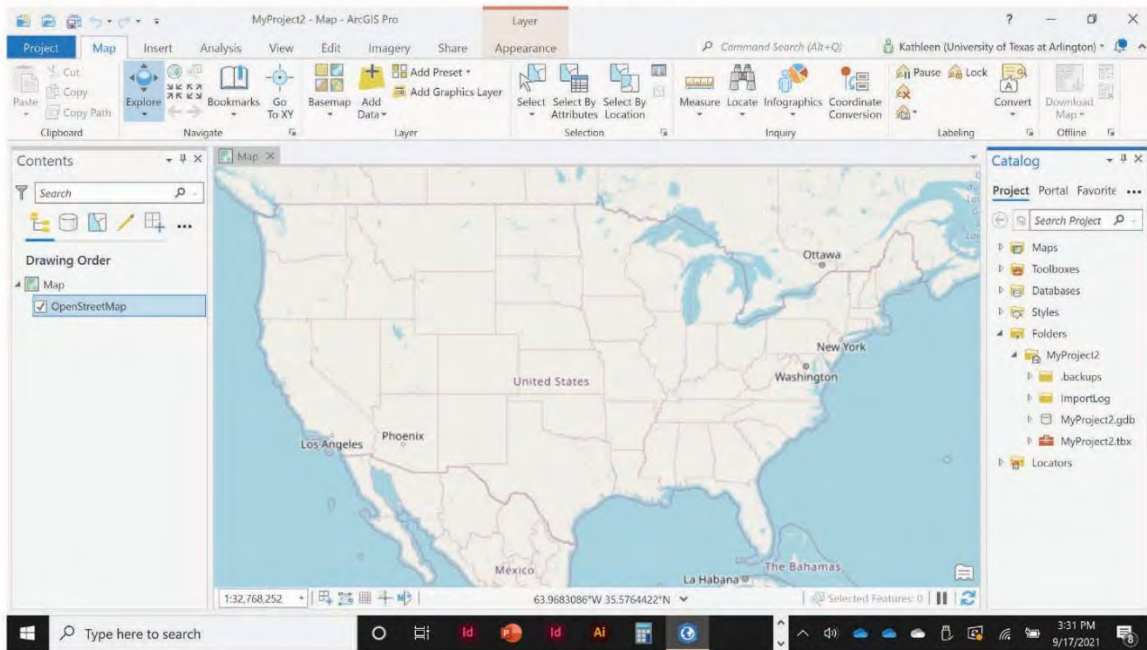 MyProject2 - Map - ArcGIS Pro
Layer
?
Project Map Insert Analysis View Edit Imagery Share Appearance
Command Search (Alt+Q)
Kathleen (University of Texas at Arlington)
Paste
Cut
Copy
Copy Path
Clipboard
Explore
Bookmarks
Go To XY
Navigate
Basemap
Add Data
Add Preset
Add Graphics Layer
Layer
Select
Select By Attributes
Select By Location
Selection
Measure
Locate
Infographics
Coordinate Conversion
Inquiry
Pause
Lock
Labeling
Convert
Download Map
Offline
Contents
Search
Drawing Order
Map
OpenStreetMap
Map
Ottawa
New York
Washington
United States
Los Angeles
Phoenix
México
La Habana
The Bahamas
1:32,768,252
63.9683086°W 35.5764422°N
Selected Features: 0
Catalog
Project Portal Favorite
Search Project
Maps
Toolboxes
Databases
Styles
Folders
MyProject2
.backups
ImportLog
MyProject2.gdb
MyProject2.tbx
Locators
Type here to search
Id
P
Id
Ai
3:31 PM
9/17/2021
8